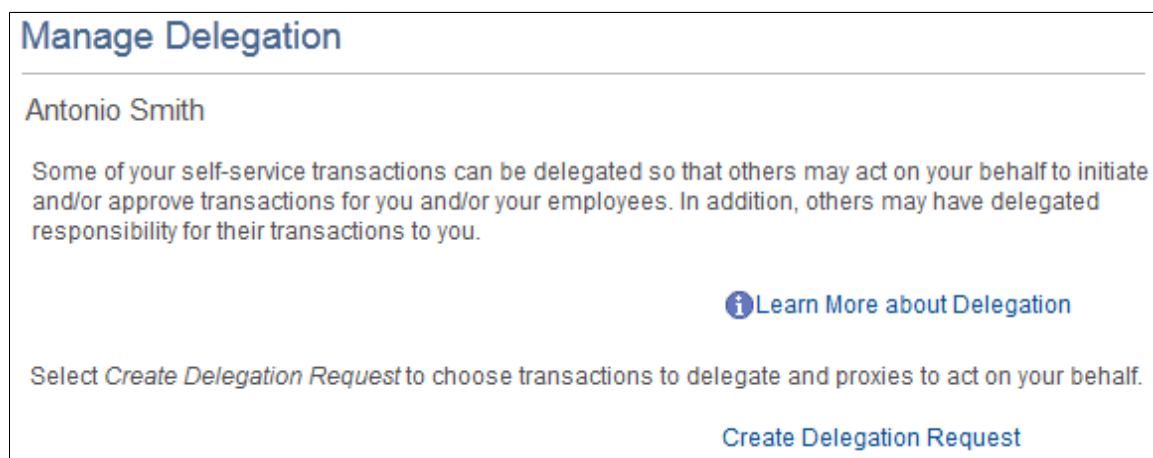 Manage Delegation
Antonio Smith
Some of your self-service transactions can be delegated so that others may act on your behalf to initiate
and/or approve transactions for you and/or your employees. In addition, others may have delegated
responsibility for their transactions to you.
Learn More about Delegation
Select Create Delegation Request to choose transactions to delegate and proxies to act on your behalf.
Create Delegation Request